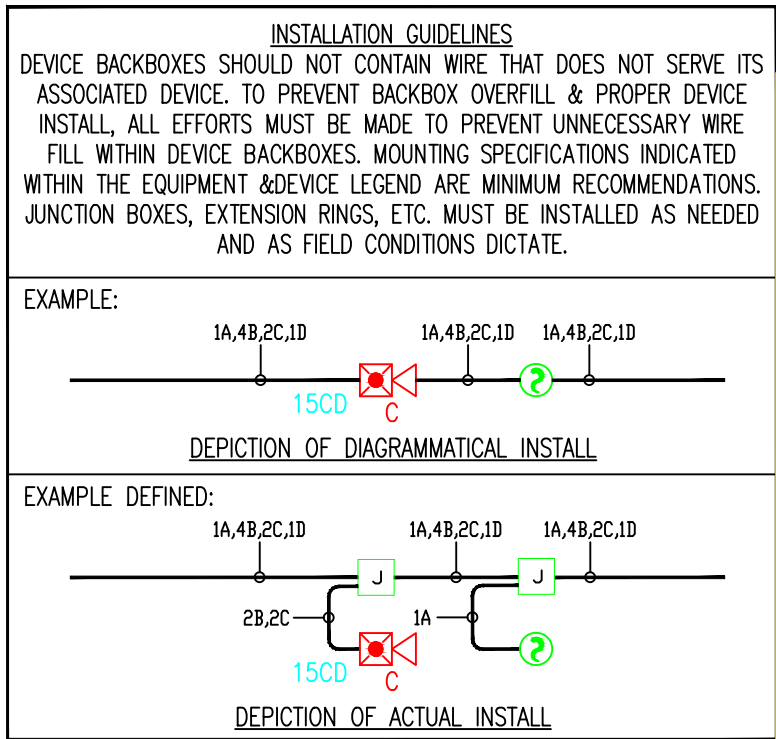 INSTALLATION GUIDELINES
DEVICE BACKBOXES SHOULD NOT CONTAIN WIRE THAT DOES NOT SERVE ITS
ASSOCIATED DEVICE. TO PREVENT BACKBOX OVERFILL & PROPER DEVICE
INSTALL, ALL EFFORTS MUST BE MADE TO PREVENT UNNECESSARY WIRE
FILL WITHIN DEVICE BACKBOXES. MOUNTING SPECIFICATIONS INDICATED
WITHIN THE EQUIPMENT &DEVICE LEGEND ARE MINIMUM RECOMMENDATIONS.
JUNCTION BOXES, EXTENSION RINGS, ETC. MUST BE INSTALLED AS NEEDED
AND AS FIELD CONDITIONS DICTATE.
EXAMPLE:
1A,4B,2C,1D 1A,4B,2C,1D 1A,4B,2C,1D
15CD C
DEPICTION OF DIAGRAMMATICAL INSTALL
EXAMPLE DEFINED:
1A,4B,2C,1D 1A,4B,2C,1D 1A,4B,2C,1D
J J
2B,2C 1A
15CD C
DEPICTION OF ACTUAL INSTALL